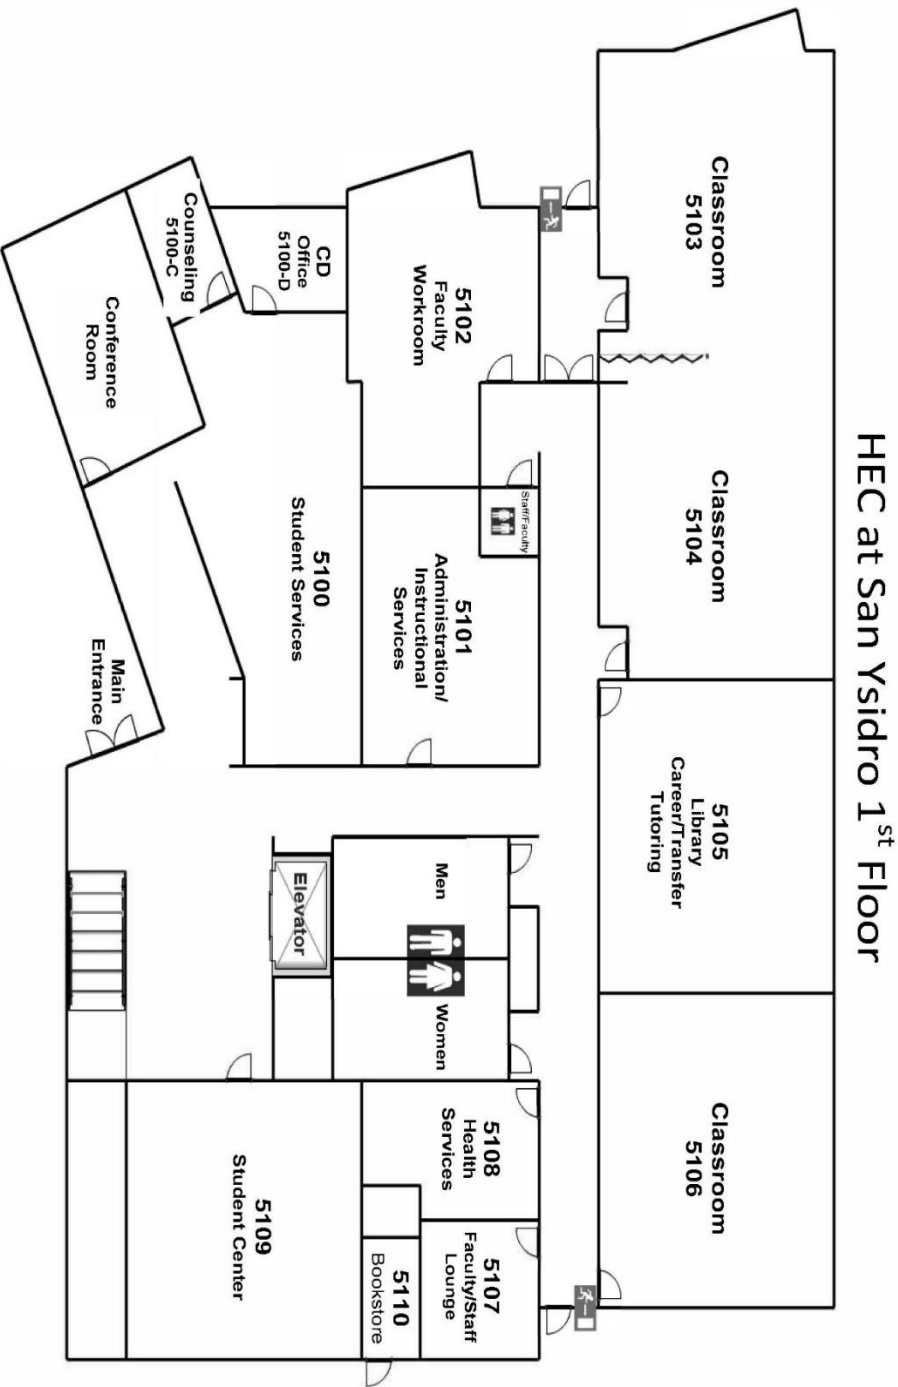 HEC at San Ysidro 1st Floor
Classroom
5103
Classroom
5104
5105
Library
Career/Transfer
Tutoring
Classroom
5106
5102
Faculty
Workroom
Staff/Faculty
5101
Administration/
Instructional
Services
Men
Women
5108
Health
Services
5107
Faculty/Staff
Lounge
CD
Office
5100-D
Counseling
5100-C
Conference
Room
5100
Student Services
Elevator
5110
Bookstore
5109
Student Center
Main
Entrance